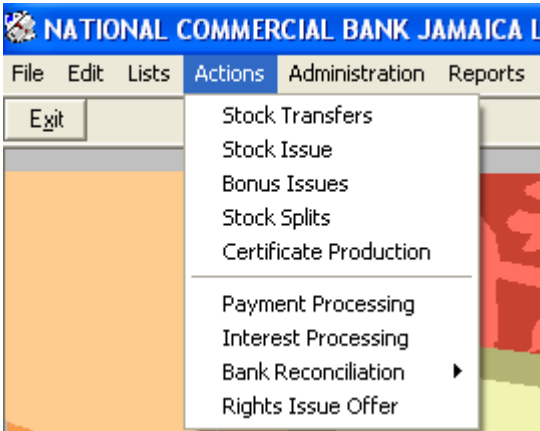 NATIONAL COMMERCIAL BANK JAMAICA L
File Edit Lists Actions Administration Reports
Exit
Stock Transfers
Stock Issue
Bonus Issues
Stock Splits
Certificate Production
Payment Processing
Interest Processing
Bank Reconciliation
Rights Issue Offer